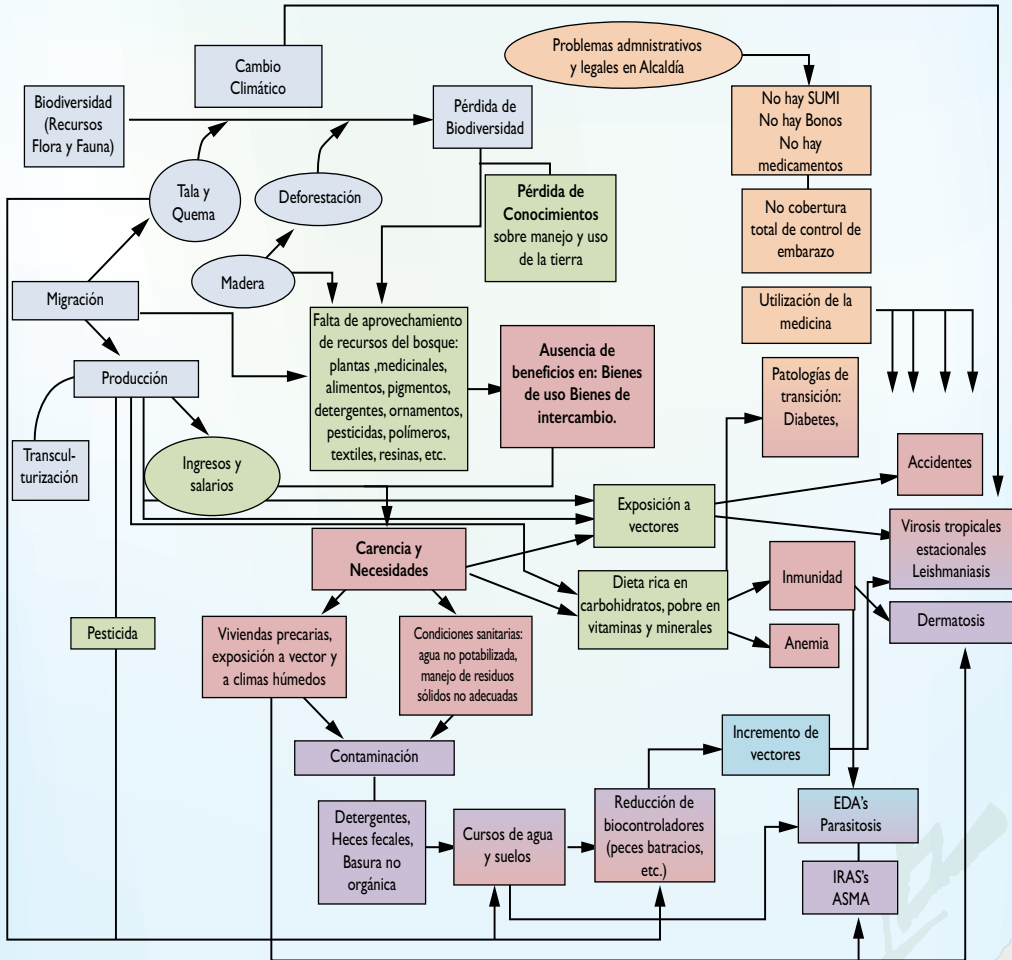 Cambio
Climático
Problemas admnistrativos
y legales en Alcaldía
Biodiversidad
(Recursos
Flora y Fauna)
Pérdida de
Biodiversidad
No hay SUMI
No hay Bonos
No hay
medicamentos
Tala y
Quema
Deforestación
Pérdida de
Conocimientos
sobre manejo y uso
de la tierra
No cobertura
total de control de
embarazo
Madera
Migración
Utilización de la
medicina
Falta de aprovechamiento
de recursos del bosque:
plantas ,medicinales,
alimentos, pigmentos,
detergentes, ornamentos,
pesticidas, polímeros,
textiles, resinas, etc.
Ausencia de
beneficios en: Bienes
de uso Bienes de
intercambio.
Producción
Patologías de
transición:
Diabetes,
Transcul-
turización
Ingresos y
salarios
Accidentes
Exposición a
vectores
Virosis tropicales
estacionales
Leishmaniasis
Carencia y
Necesidades
Dieta rica en
carbohidratos, pobre en
vitaminas y minerales
Inmunidad
Dermatosis
Anemia
Pesticida
Viviendas precarias,
exposición a vector y
a climas húmedos
Condiciones sanitarias:
agua no potabilizada,
manejo de residuos
sólidos no adecuadas
Contaminación
Incremento de
vectores
Detergentes,
Heces fecales,
Basura no
orgánica
Cursos de agua
y suelos
Reducción de
biocontroladores
(peces batracios,
etc.)
EDA's
Parasitosis
IRAS's
ASMA